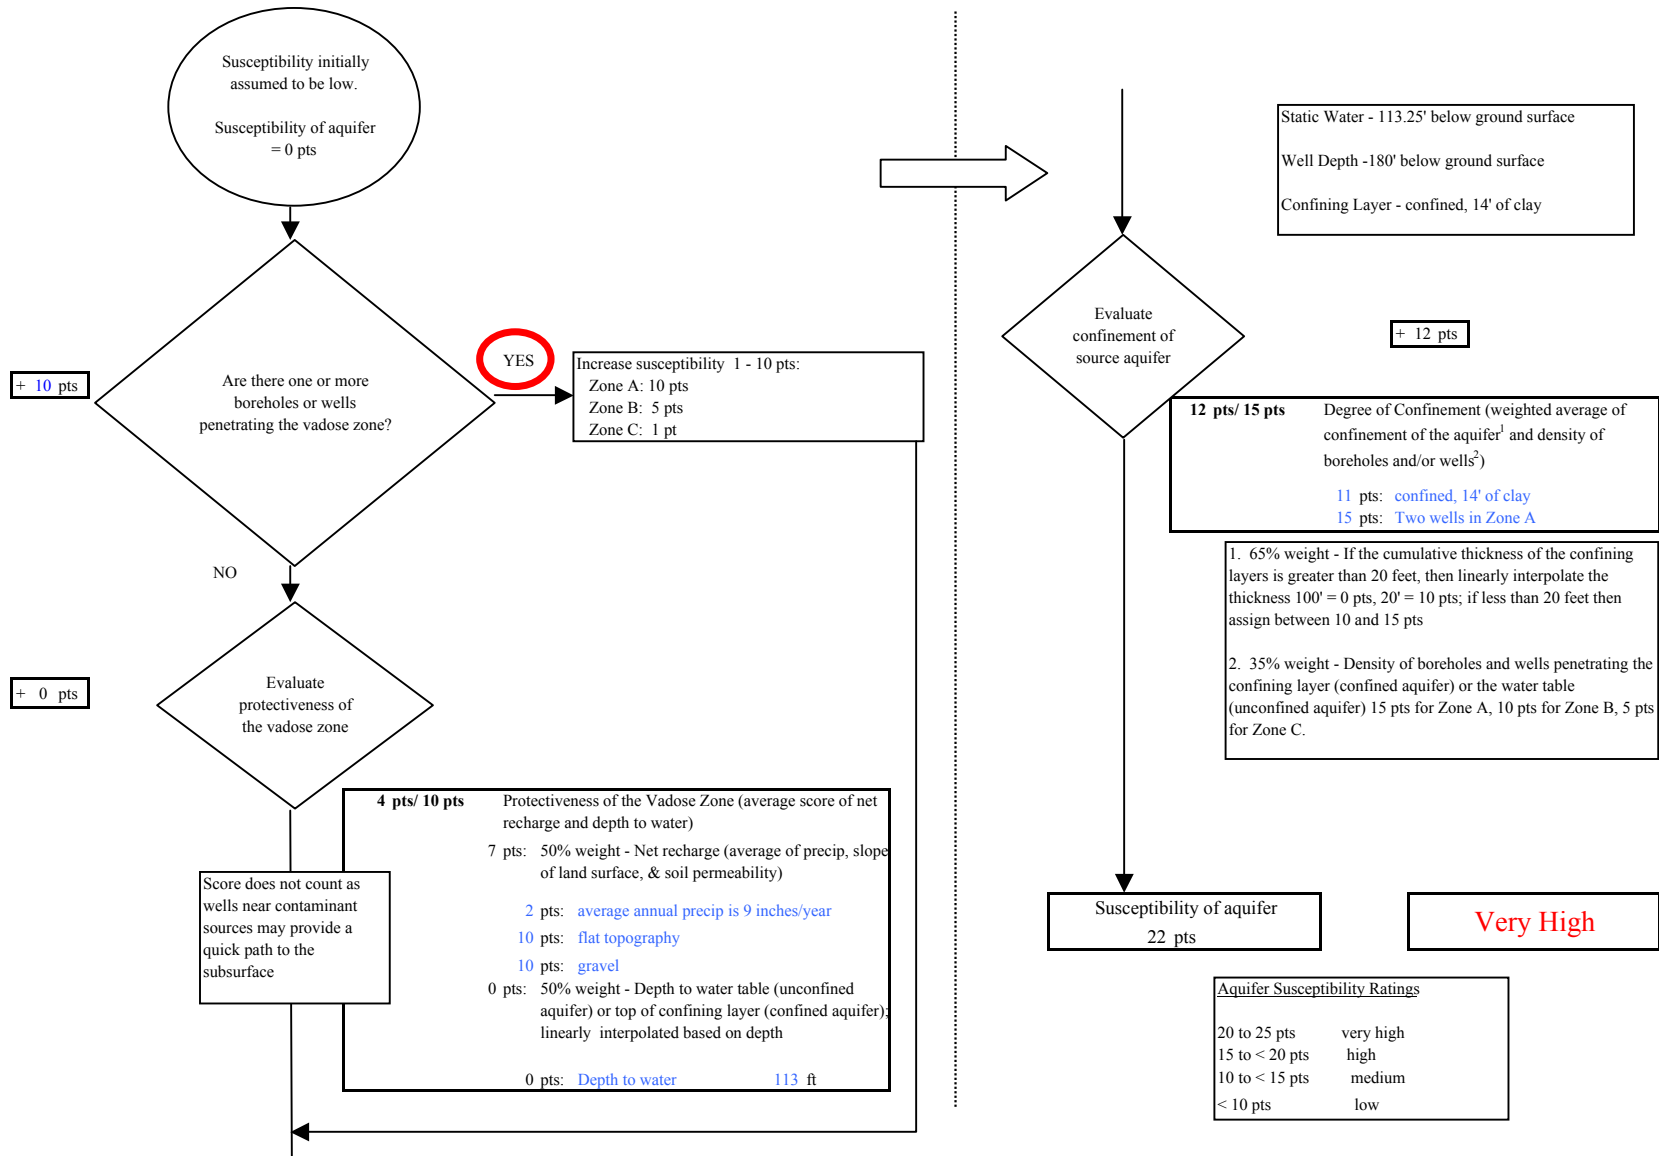 Susceptibility initially
assumed to be low.
Susceptibility of aquifer
= 0 pts
+ 10 pts
Are there one or more
boreholes or wells
penetrating the vadose zone?
YES
Increase susceptibility 1 - 10 pts:
Zone A: 10 pts
Zone B: 5 pts
Zone C: 1 pt
NO
+ 0 pts
Evaluate
protectiveness of
the vadose zone
4 pts/ 10 pts Protectiveness of the Vadose Zone (average score of net
recharge and depth to water)
7 pts: 50% weight - Net recharge (average of precip, slope
of land surface, & soil permeability)
2 pts: average annual precip is 9 inches/year
10 pts: flat topography
10 pts: gravel
0 pts: 50% weight - Depth to water table (unconfined
aquifer) or top of confining layer (confined aquifer);
linearly interpolated based on depth
0 pts: Depth to water 113 ft
Score does not count as
wells near contaminant
sources may provide a
quick path to the
subsurface
Static Water - 113.25' below ground surface
Well Depth -180' below ground surface
Confining Layer - confined, 14' of clay
Evaluate
confinement of
source aquifer
+ 12 pts
12 pts/ 15 pts Degree of Confinement (weighted average of
confinement of the aquifer¹ and density of
boreholes and/or wells²)
11 pts: confined, 14' of clay
15 pts: Two wells in Zone A
1. 65% weight - If the cumulative thickness of the confining
layers is greater than 20 feet, then linearly interpolate the
thickness 100' = 0 pts, 20' = 10 pts; if less than 20 feet then
assign between 10 and 15 pts
2. 35% weight - Density of boreholes and wells penetrating the
confining layer (confined aquifer) or the water table
(unconfined aquifer) 15 pts for Zone A, 10 pts for Zone B, 5 pts
for Zone C.
Susceptibility of aquifer
22 pts
Very High
Aquifer Susceptibility Ratings
20 to 25 pts very high
15 to < 20 pts high
10 to < 15 pts medium
< 10 pts low